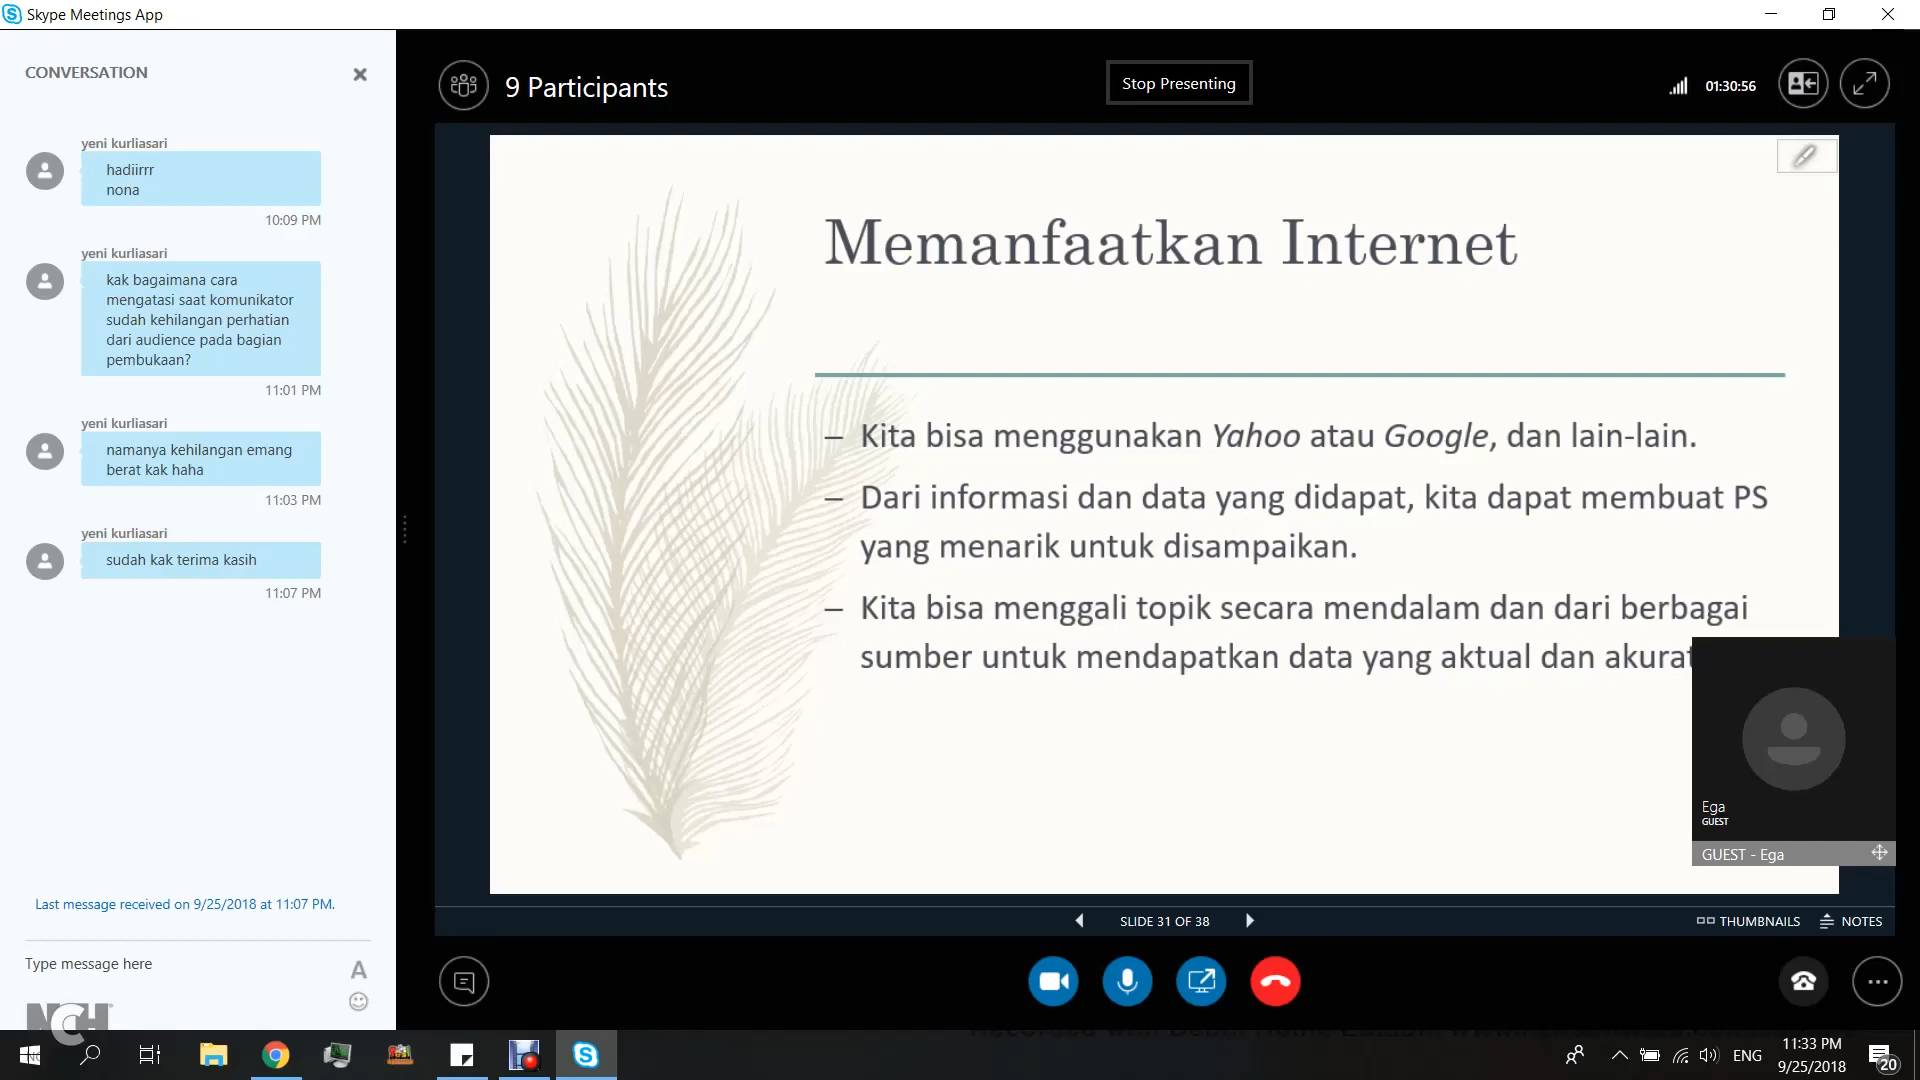 Skype Meetings App
CONVERSATION
yeni kurliasari
hadiirrr
nona
10:09 PM
yeni kurliasari
kak bagaimana cara
mengatasi saat komunikator
sudah kehilangan perhatian
dari audience pada bagian
pembukaan?
11:01 PM
yeni kurliasari
namanya kehilangan emang
berat kak haha
11:03 PM
yeni kurliasari
sudah kak terima kasih
11:07 PM
Last message received on 9/25/2018 at 11:07 PM.
Type message here
A
NCH
9 Participants
Stop Presenting
01:30:56
Memanfaatkan Internet
– Kita bisa menggunakan Yahoo atau Google, dan lain-lain.
– Dari informasi dan data yang didapat, kita dapat membuat PS
yang menarik untuk disampaikan.
– Kita bisa menggali topik secara mendalam dan dari berbagai
sumber untuk mendapatkan data yang aktual dan akurat
Ega
GUEST
GUEST - Ega
SLIDE 31 OF 38
THUMBNAILS
NOTES
ENG
11:33 PM
9/25/2018
20